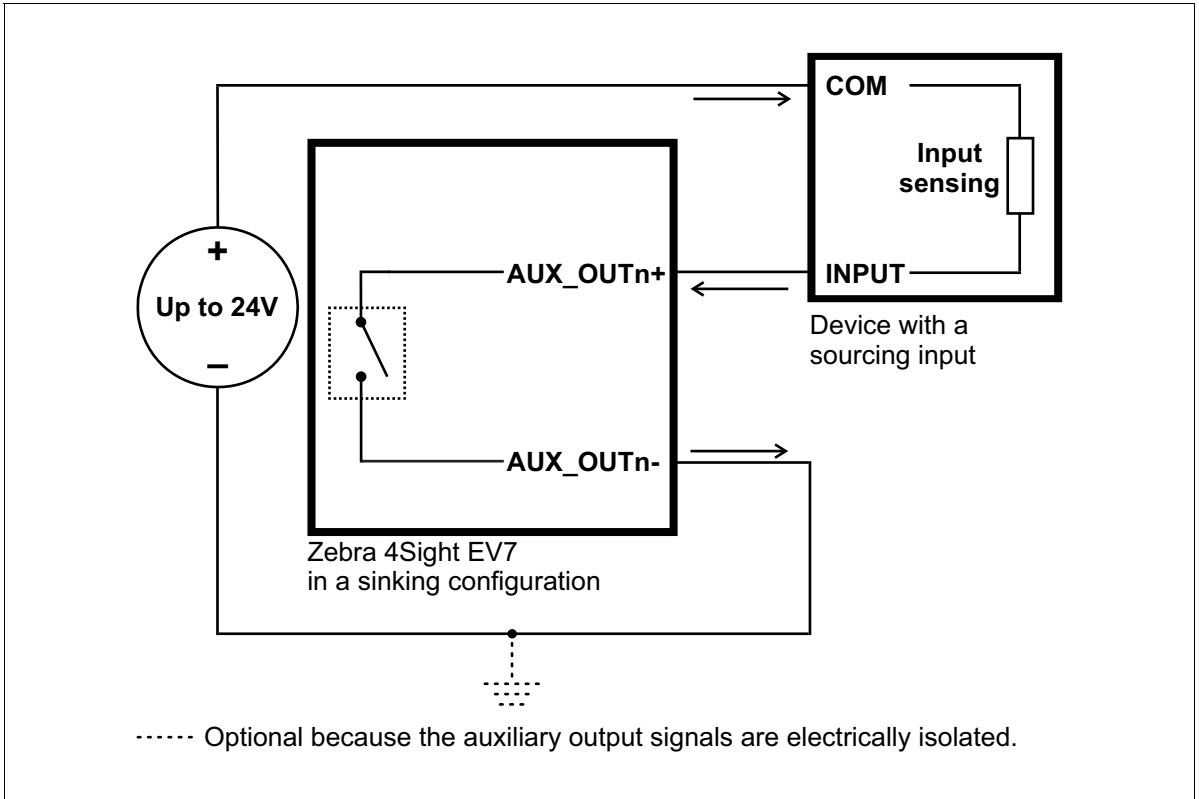 COM
Input
sensing
+
Up to 24V
–
AUX_OUTn+
INPUT
Device with a
sourcing input
AUX_OUTn-
Zebra 4Sight EV7
in a sinking configuration
Optional because the auxiliary output signals are electrically isolated.